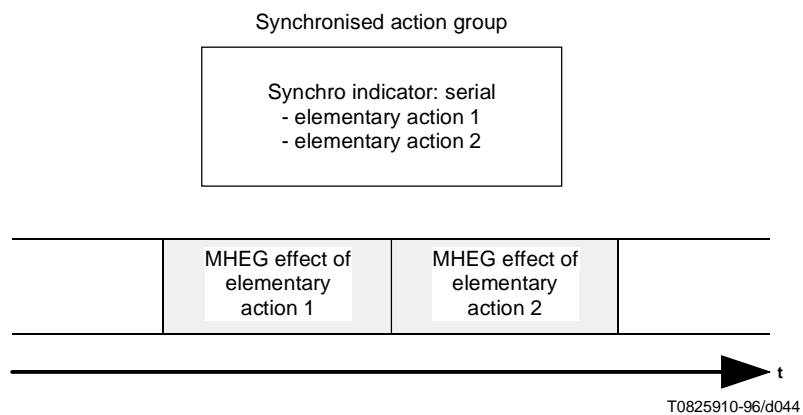 Synchronised action group
Synchro indicator: serial
- elementary action 1
- elementary action 2
MHEG effect of
elementary
action 1
MHEG effect of
elementary
action 2
t
T0825910-96/d044